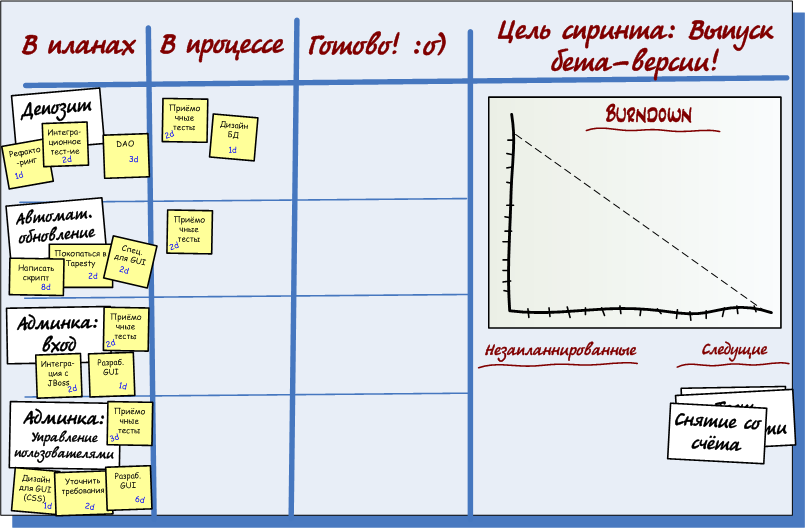 В планах
В процессе
Готово! :о)
Цель сиринта: Выпуск
бета-версии!
Депозит
Рефакто
-ринг
1d
Интегра-
ционное
тест-ие
2d
DAO
3d
Приёмо
чные
тесты
2d
Дизайн
БД
1d
BURNDOWN
Автомат.
обновление
Написать
скрипт
8d
Покопаться в
Tapesty
2d
Спец.
для GUI
2d
Приёмо
чные
тесты
2d
Админка:
вход
Приёмо
чные
тесты
2d
Интегра-
ция с
JBoss
2d
Разраб.
GUI
1d
Незапланнированные
Следущие
Админка:
Управление
пользователями
Приёмо
чные
тесты
3d
Дизайн
для GUI
(CSS)
1d
Уточнить
требования
2d
Разраб.
GUI
6d
Снятие со
счёта